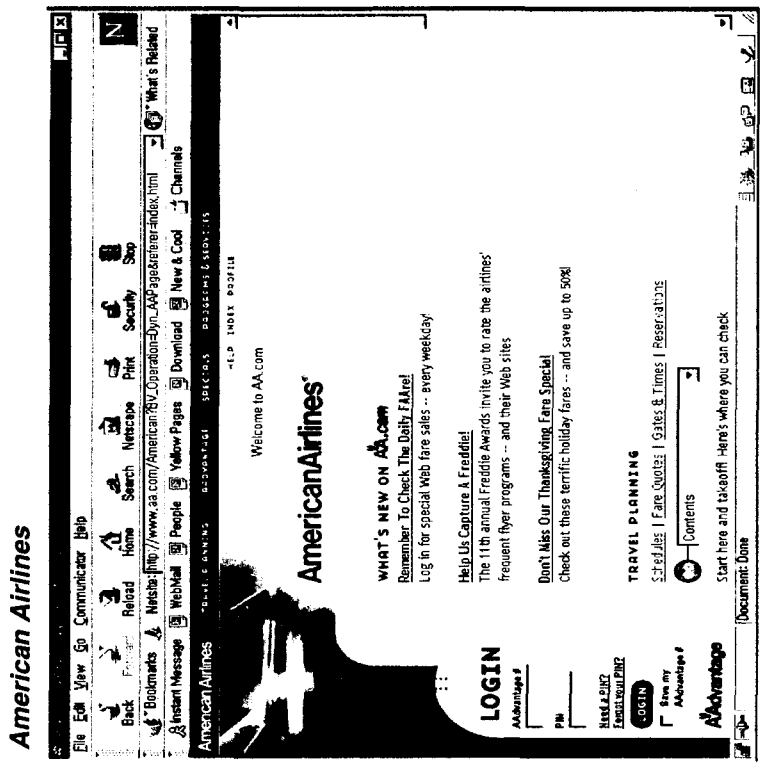 American Airlines
File Edit View Go Communicator Help
Back Forward Reload Home Search Netscape Print Security Stop
Bookmarks Netsite: http://www.aa.com/American?BV_Operation=Dyn_AAPage&referer=index.html What's Related
Instant Message WebMail People Yellow Pages Download New & Cool Channels
American Airlines TRAVEL PLANNING AADVANTAGE SPECIALS PROGRAMS & SERVICES
HELP INDEX PROFILE
Welcome to AA.com
AmericanAirlines®
WHAT'S NEW ON AA.com
Remember To Check The Daily FAAre!
Log in for special Web fare sales -- every weekday!
Help Us Capture A Freddie!
The 11th annual Freddie Awards invite you to rate the airlines'
frequent flyer programs -- and their Web sites
Don't Miss Our Thanksgiving Fare Special!
Check out these terrific holiday fares -- and save up to 50%!
TRAVEL PLANNING
Schedules | Fare Quotes | Gates & Times | Reservations
Contents
Start here and takeoff! Here's where you can check
LOGIN
AAdvantage #
PIN
Need a PIN?
Forgot your PIN?
LOGIN
Save my
AAdvantage #
AAdvantage
Document: Done